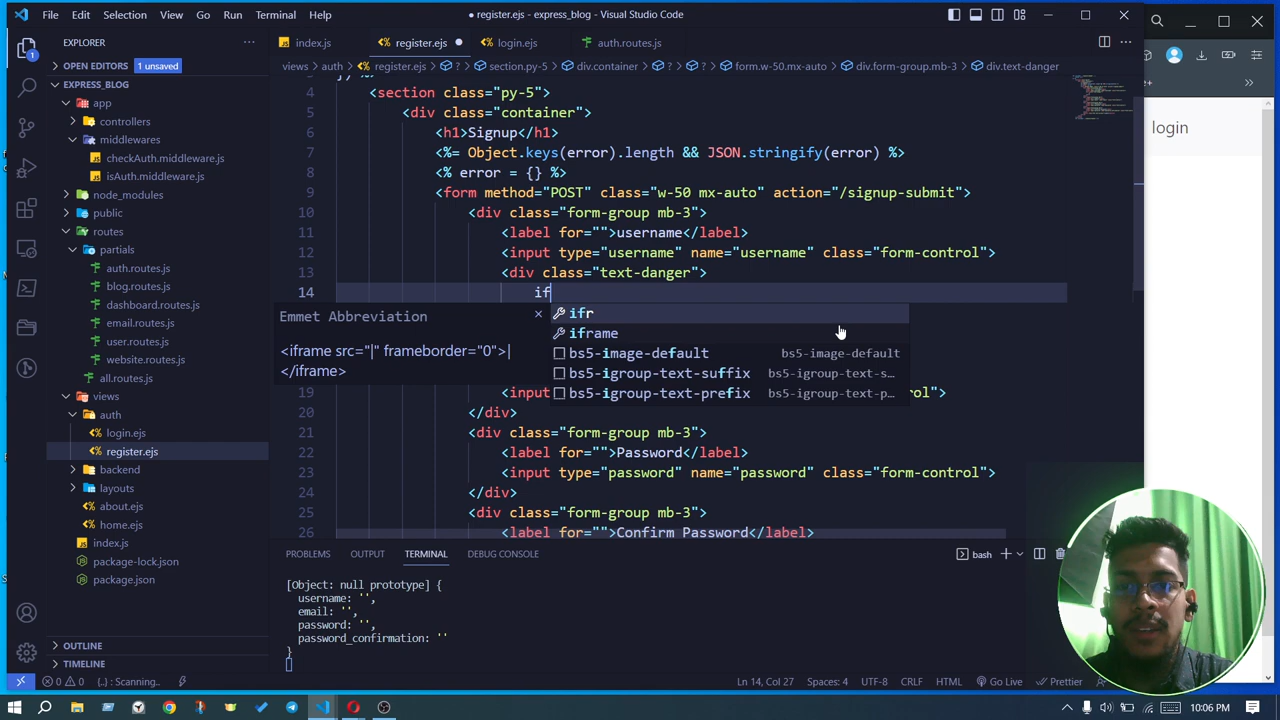 File Edit Selection View Go Run Terminal Help
● register.ejs - express_blog - Visual Studio Code
EXPLORER
OPEN EDITORS 1 unsaved
EXPRESS_BLOG
app
controllers
middlewares
checkAuth.middleware.js
isAuth.middleware.js
node_modules
public
routes
partials
auth.routes.js
blog.routes.js
dashboard.routes.js
email.routes.js
user.routes.js
website.routes.js
all.routes.js
views
auth
login.ejs
register.ejs
backend
layouts
about.ejs
home.ejs
index.js
package-lock.json
package.json
OUTLINE
TIMELINE
index.js register.ejs ● login.ejs auth.routes.js
views > auth > register.ejs > ? > section.py-5 > div.container > ? > ? > form.w-50.mx-auto > div.form-group.mb-3 > div.text-danger
4 <section class="py-5">
5 <div class="container">
6 <h1>Signup</h1>
7 <%= Object.keys(error).length && JSON.stringify(error) %>
8 <% error = {} %>
9 <form method="POST" class="w-50 mx-auto" action="/signup-submit">
10 <div class="form-group mb-3">
11 <label for="">username</label>
12 <input type="username" name="username" class="form-control">
13 <div class="text-danger">
14 if
Emmet Abbreviation
<iframe src="|" frameborder="0">|
</iframe>
ifr
iframe
bs5-image-default bs5-image-default
bs5-igroup-text-suffix bs5-igroup-text-s...
bs5-igroup-text-prefix bs5-igroup-text-p...
19 <input rol">
20 </div>
21 <div class="form-group mb-3">
22 <label for="">Password</label>
23 <input type="password" name="password" class="form-control">
24 </div>
25 <div class="form-group mb-3">
26 <label for="">Confirm Password</label>
PROBLEMS OUTPUT TERMINAL DEBUG CONSOLE
bash
[Object: null prototype] {
username: '',
email: '',
password: '',
password_confirmation: ''
}
login
0 0 {..} : Scanning.. Ln 14, Col 27 Spaces: 4 UTF-8 CRLF HTML Go Live Prettier
10:06 PM